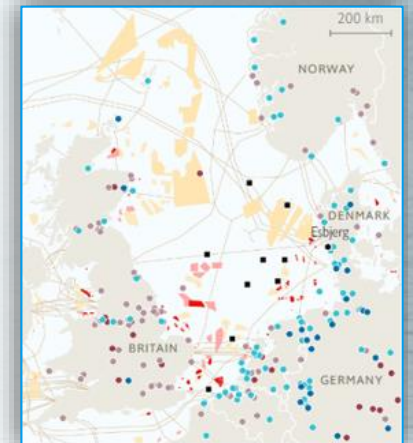 200 km
NORWAY
DENMARK
Esbjerg
BRITAIN
GERMANY